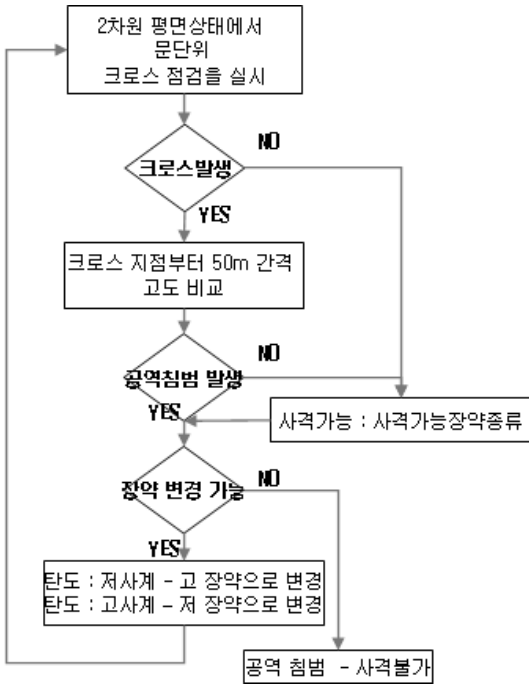 2차원 평면상태에서
문단위
크로스 점검을 실시
NO
크로스발생
YES
크로스 지점부터 50m 간격
고도 비교
NO
공역침범 발생
YES
사격가능 : 사격가능장약종류
장약 변경 가능
NO
YES
탄도 : 저사계 - 고 장약으로 변경
탄도 : 고사계 - 저 장약으로 변경
공역 침범 - 사격불가